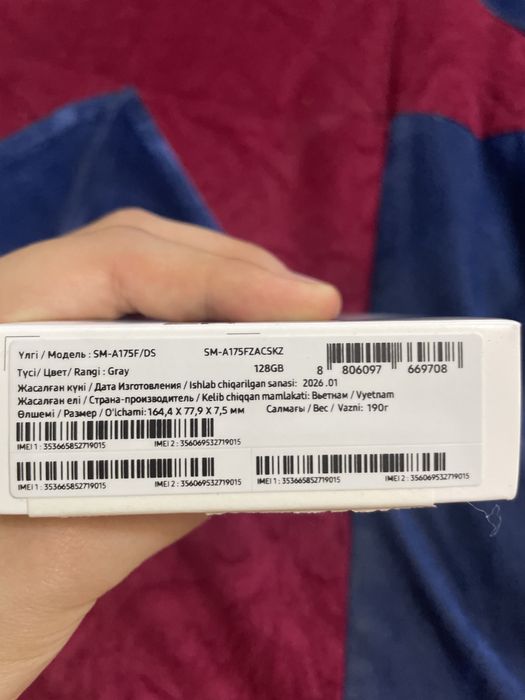 Үлгі / Модель : SM-A175F/DS SM-A175FZACSKZ
Түсі/ Цвет/ Rangi : Gray 128GB
8 806097 669708
Жасалған күні / Дата Изготовления / Ishlab chiqarilgan sanasi: 2026 .01
Жасалған елі / Страна-производитель / Kelib chiqqan mamlakati: Вьетнам / Vyetnam
Өлшемі / Размер / O'lchami: 164,4 X 77,9 X 7,5 мм Салмағы / Вес / Vazni: 190г
IMEI 1 : 353665852719015 IMEI 2 : 356069532719015
IMEI 1 : 353665852719015 IMEI 2 : 356069532719015 IMEI 1 : 353665852719015 IMEI 2 : 356069532719015